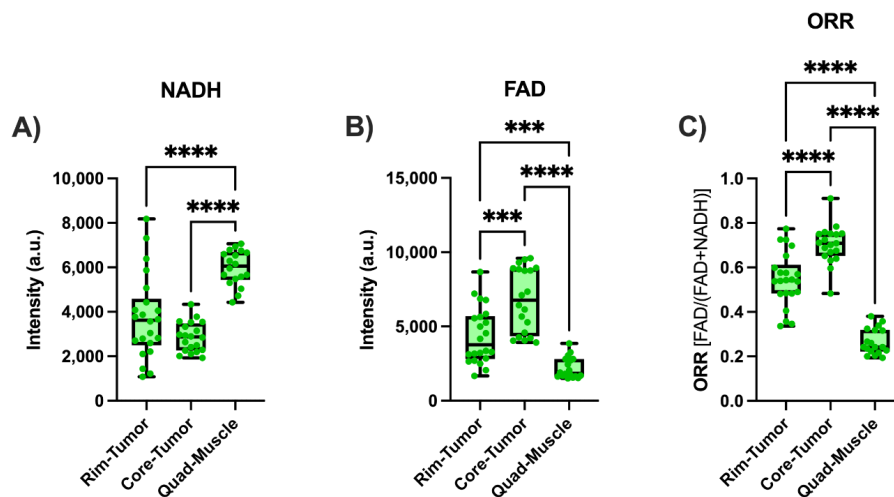 A)
NADH
****
****
Intensity (a.u.)
10,000
8,000
6,000
4,000
2,000
0
Rim-Tumor
Core-Tumor
Quad-Muscle
B)
FAD
***
****
***
Intensity (a.u.)
15,000
10,000
5,000
0
Rim-Tumor
Core-Tumor
Quad-Muscle
C)
ORR
****
****
****
ORR [FAD/(FAD+NADH)]
1.0
0.8
0.6
0.4
0.2
0.0
Rim-Tumor
Core-Tumor
Quad-Muscle